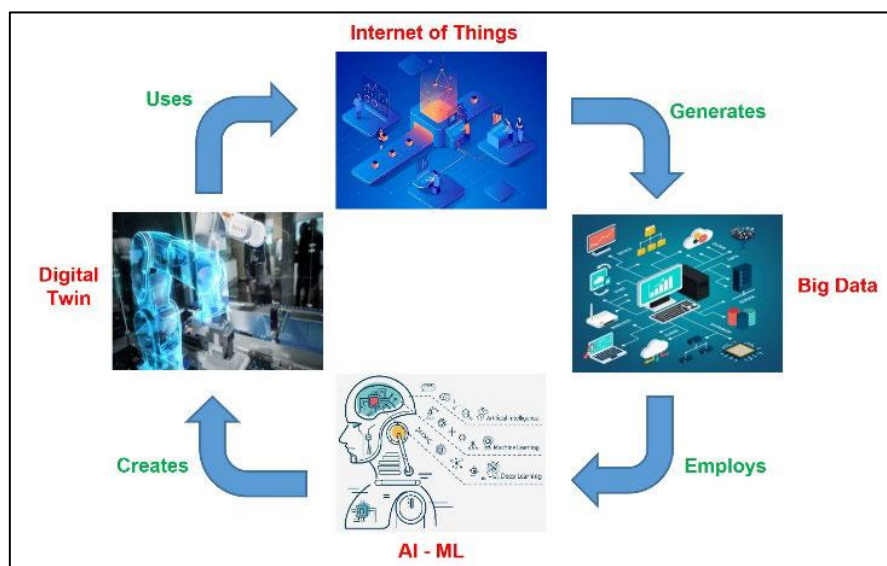 Internet of Things
Uses
Generates
Digital
Twin
Big Data
Artificial Intelligence
Machine Learning
Deep Learning
Creates
Employs
AI - ML